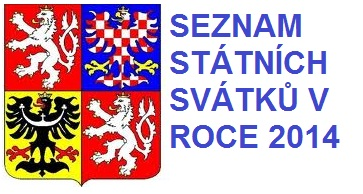 SEZNAM
STÁTNÍCH
SVÁTKŮ V
ROCE 2014